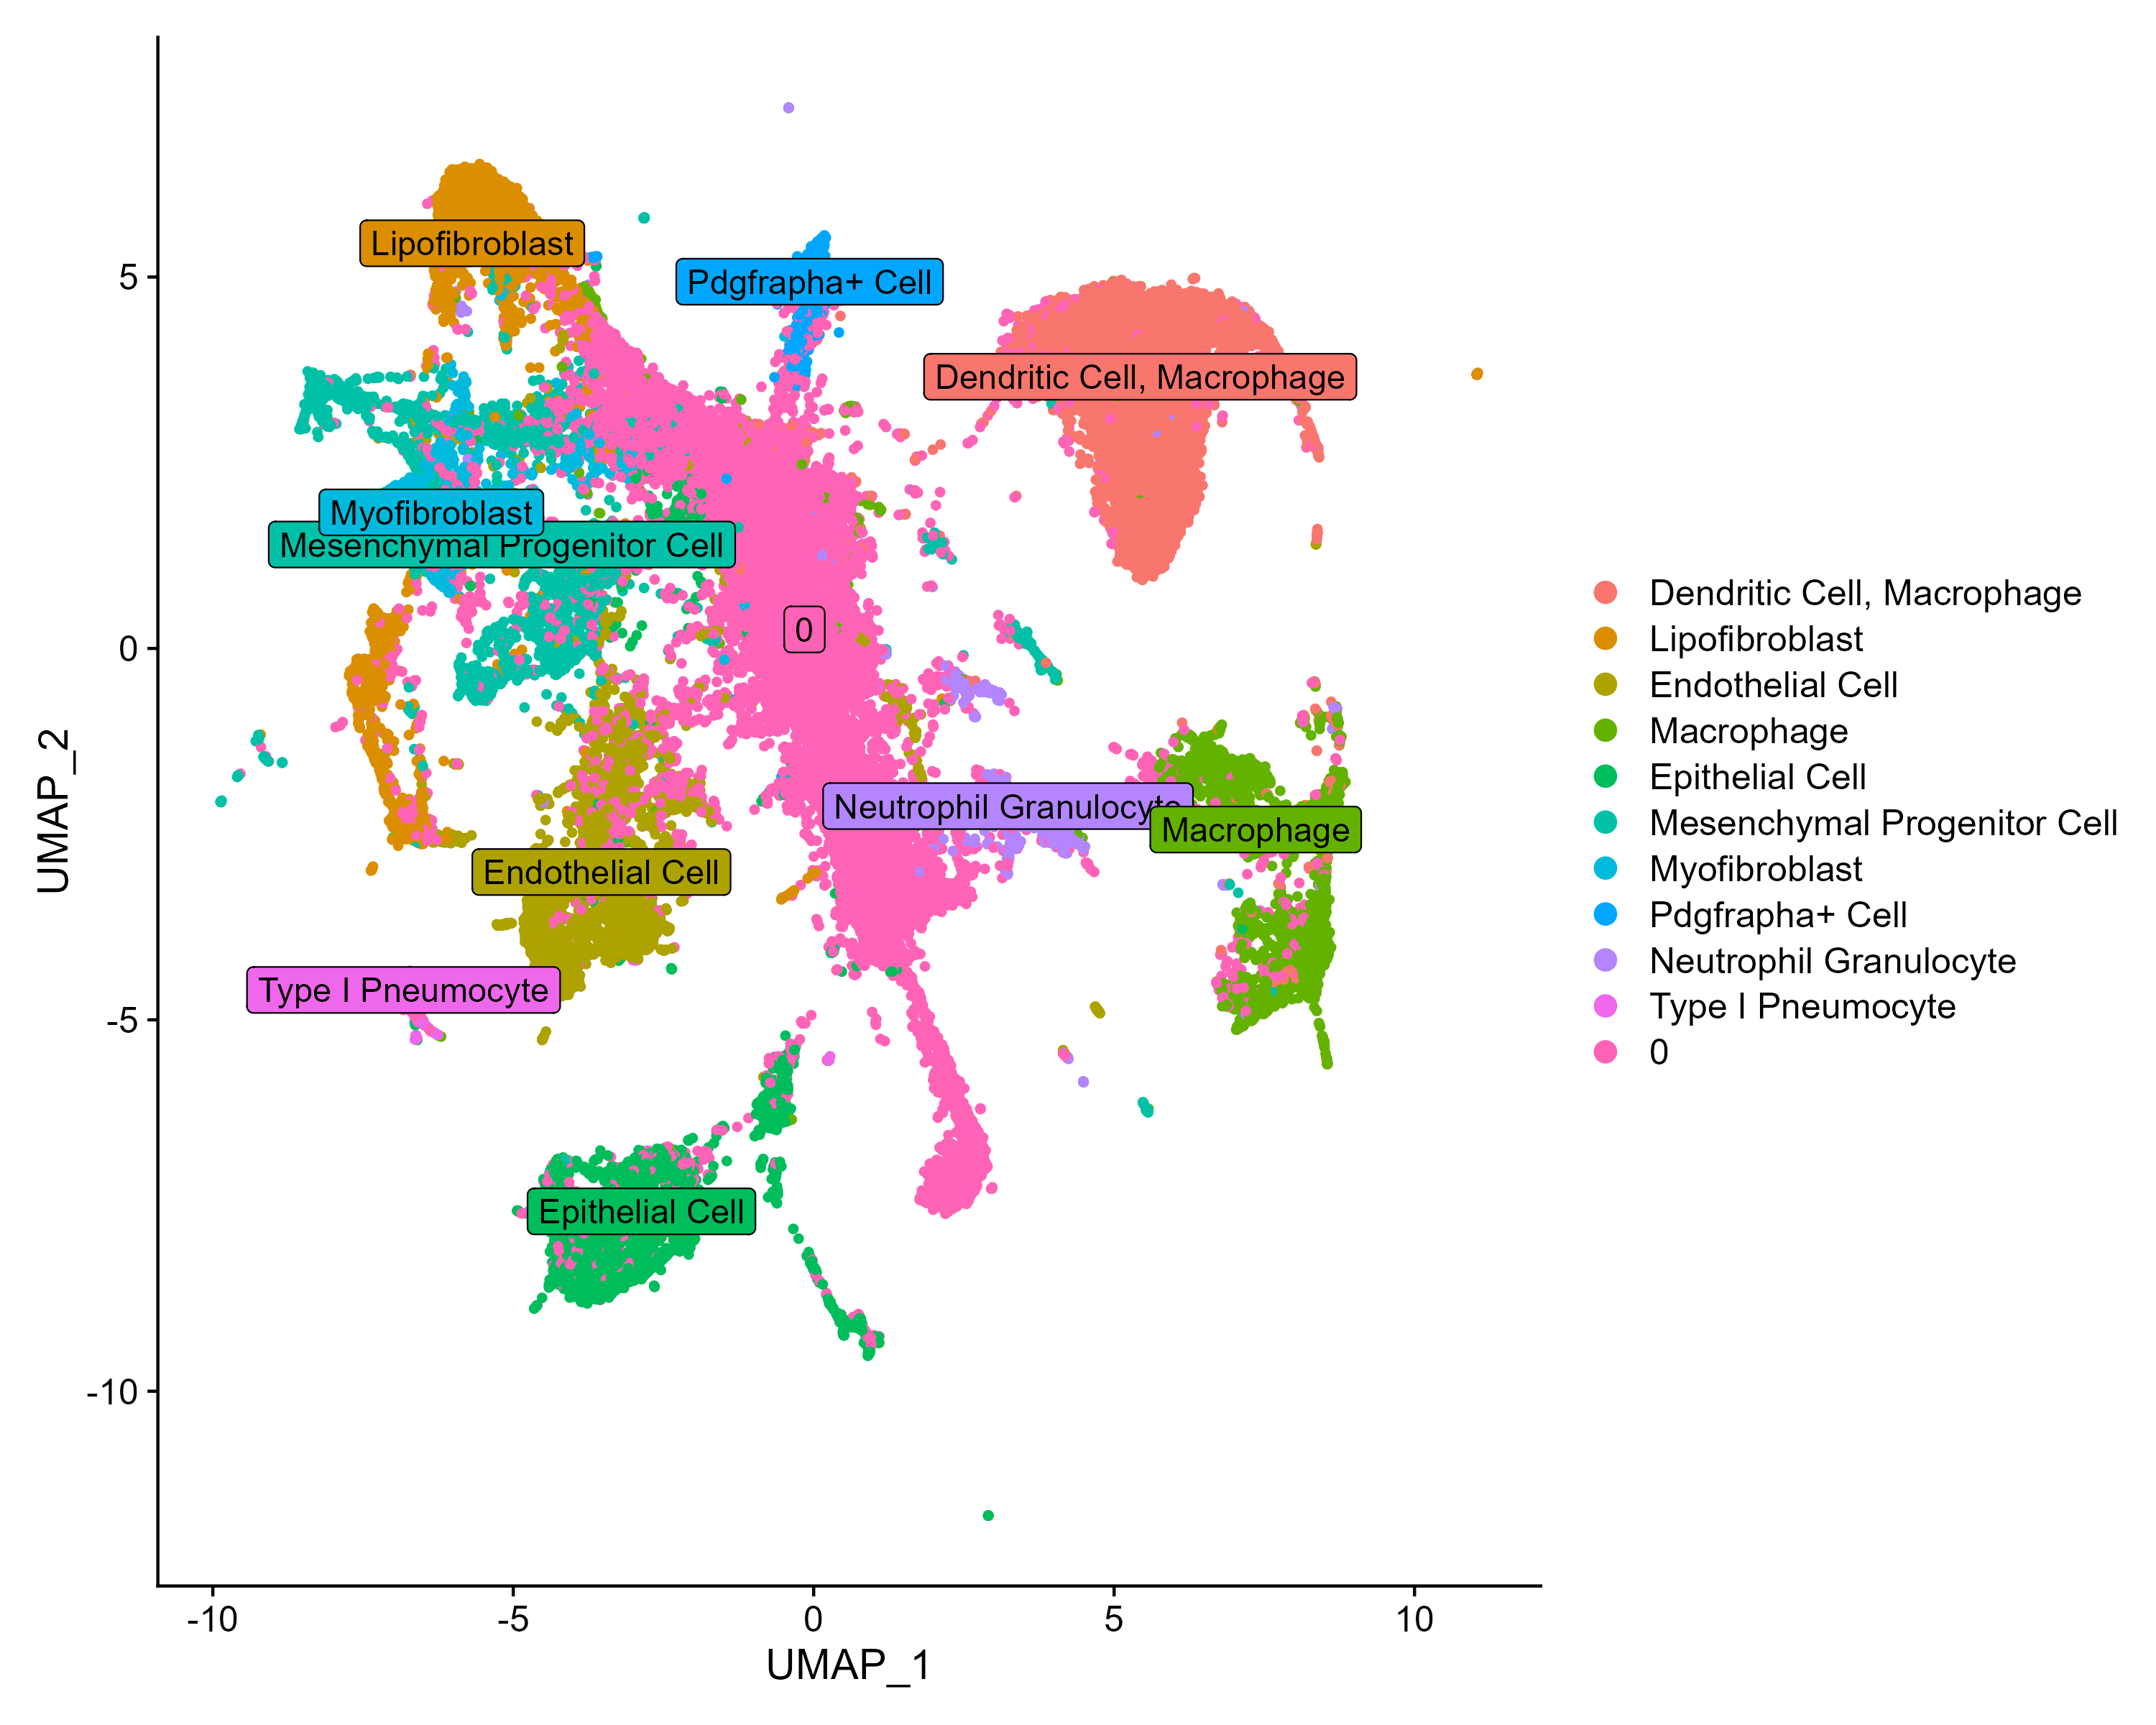 Lipofibroblast
Pdgfrapha+ Cell
Dendritic Cell, Macrophage
Myofibroblast
Mesenchymal Progenitor Cell
0
Neutrophil Granulocyte
Macrophage
Endothelial Cell
Type I Pneumocyte
Epithelial Cell
5
0
-5
-10
UMAP_2
-10
-5
0
5
10
UMAP_1
Dendritic Cell, Macrophage
Lipofibroblast
Endothelial Cell
Macrophage
Epithelial Cell
Mesenchymal Progenitor Cell
Myofibroblast
Pdgfrapha+ Cell
Neutrophil Granulocyte
Type I Pneumocyte
0